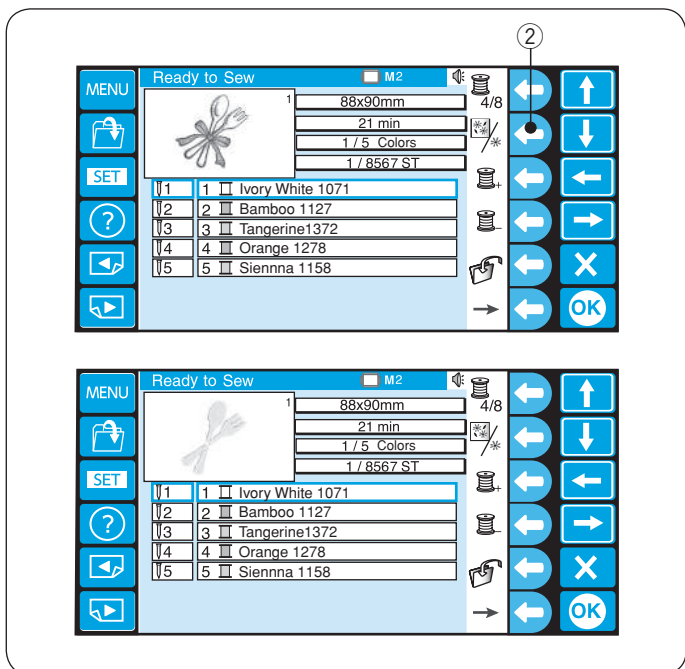 ②
MENU
Ready to Sew
M2
1
88x90mm
4/8
21 min
1 / 5 Colors
1 / 8567 ST
SET
1 1 Ivory White 1071
2 2 Bamboo 1127
3 3 Tangerine1372
4 4 Orange 1278
5 5 Siennna 1158
?
X
OK
MENU
Ready to Sew
M2
1
88x90mm
4/8
21 min
1 / 5 Colors
1 / 8567 ST
SET
1 1 Ivory White 1071
2 2 Bamboo 1127
3 3 Tangerine1372
4 4 Orange 1278
5 5 Siennna 1158
?
X
OK